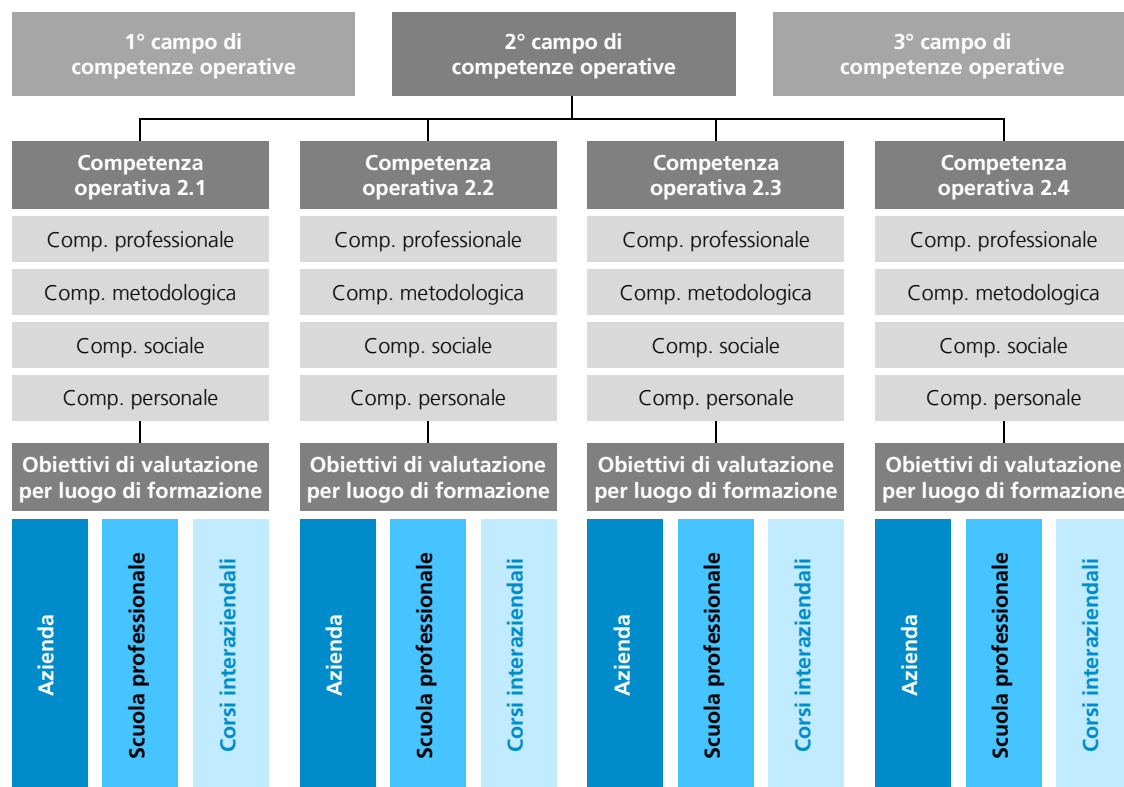 1° campo di
competenze operative
2° campo di
competenze operative
3° campo di
competenze operative
Competenza
operativa 2.1
Competenza
operativa 2.2
Competenza
operativa 2.3
Competenza
operativa 2.4
Comp. professionale
Comp. professionale
Comp. professionale
Comp. professionale
Comp. metodologica
Comp. metodologica
Comp. metodologica
Comp. metodologica
Comp. sociale
Comp. sociale
Comp. sociale
Comp. sociale
Comp. personale
Comp. personale
Comp. personale
Comp. personale
Obiettivi di valutazione
per luogo di formazione
Obiettivi di valutazione
per luogo di formazione
Obiettivi di valutazione
per luogo di formazione
Obiettivi di valutazione
per luogo di formazione
Azienda
Scuola professionale
Corsi interaziendali
Azienda
Scuola professionale
Corsi interaziendali
Azienda
Scuola professionale
Corsi interaziendali
Azienda
Scuola professionale
Corsi interaziendali